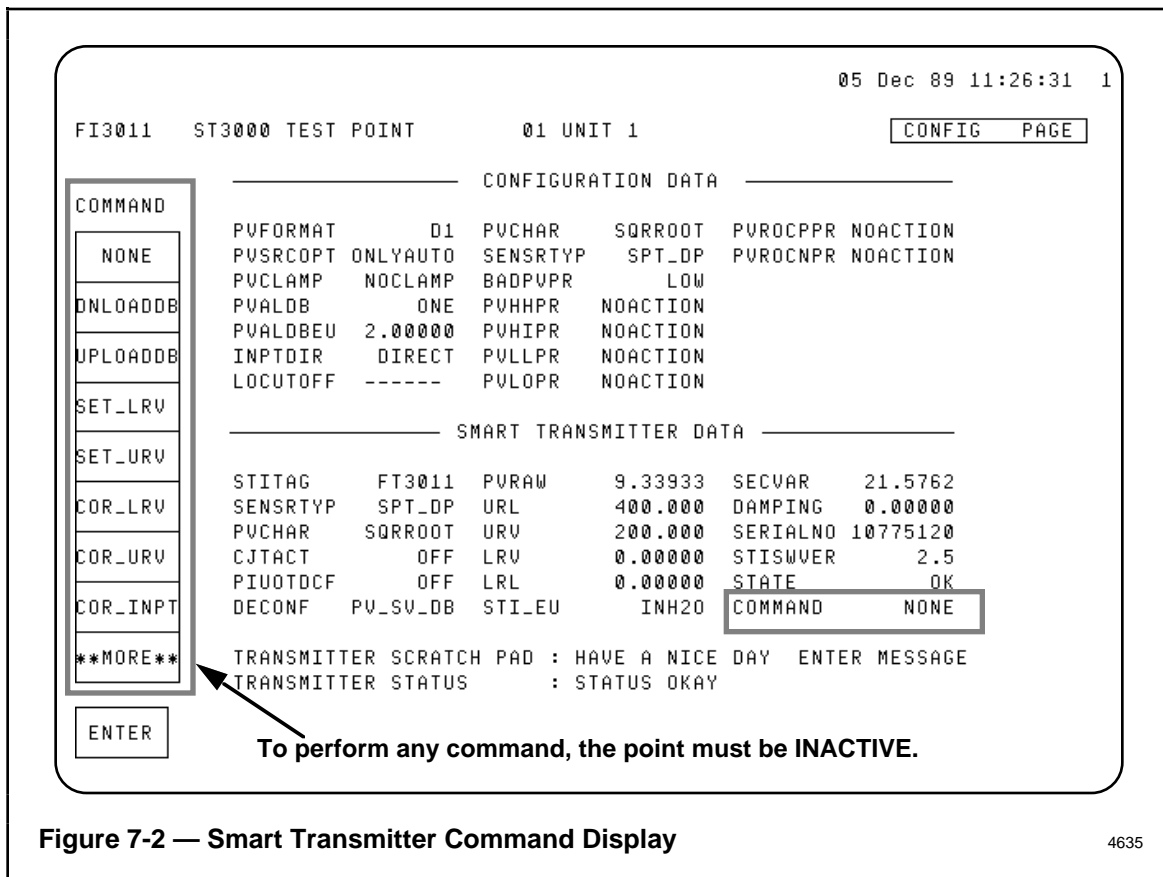 05 Dec 89 11:26:31 1
FI3011 ST3000 TEST POINT 01 UNIT 1 CONFIG PAGE
CONFIGURATION DATA
COMMAND
NONE
DNLOADDB
UPLOADDB
SET_LRV
SET_URV
COR_LRV
COR_URV
COR_INPT
**MORE**
ENTER
PVFORMAT D1 PVCHAR SQRROOT PVROCPPR NOACTION
PVSRCOPT ONLYAUTO SENSRTYP SPT_DP PVROCNPR NOACTION
PVCLAMP NOCLAMP BADPVPR LOW
PVALDB ONE PVHHPR NOACTION
PVALDBEU 2.00000 PVHIPR NOACTION
INPTDIR DIRECT PVLLPR NOACTION
LOCUTOFF ------ PVLOPR NOACTION
SMART TRANSMITTER DATA
STITAG FT3011 PVRAW 9.33933 SECVAR 21.5762
SENSRTYP SPT_DP URL 400.000 DAMPING 0.00000
PVCHAR SQRROOT URV 200.000 SERIALNO 10775120
CJTACT OFF LRV 0.00000 STISWVER 2.5
PIUOTDCF OFF LRL 0.00000 STATE OK
DECONF PV_SV_DB STI_EU INH2O COMMAND NONE
TRANSMITTER SCRATCH PAD : HAVE A NICE DAY ENTER MESSAGE
TRANSMITTER STATUS : STATUS OKAY
To perform any command, the point must be INACTIVE.
Figure 7-2 — Smart Transmitter Command Display
4635